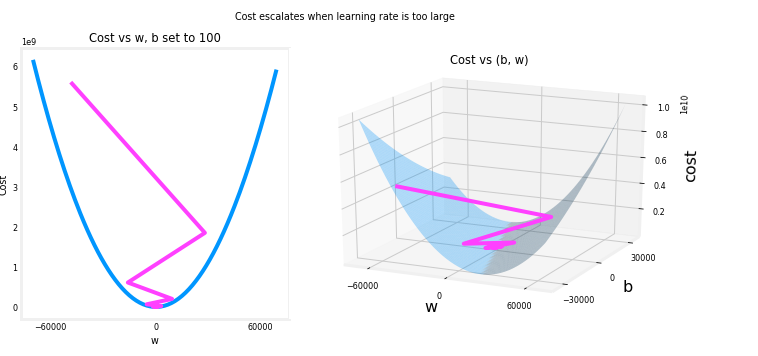 Cost escalates when learning rate is too large
Cost vs w, b set to 100
1e9
6
5
4
3
2
1
0
Cost
−60000
0
60000
w
Cost vs (b, w)
1e10
1.0
0.8
0.6
0.4
0.2
cost
30000
0
−30000
b
−60000
0
60000
w